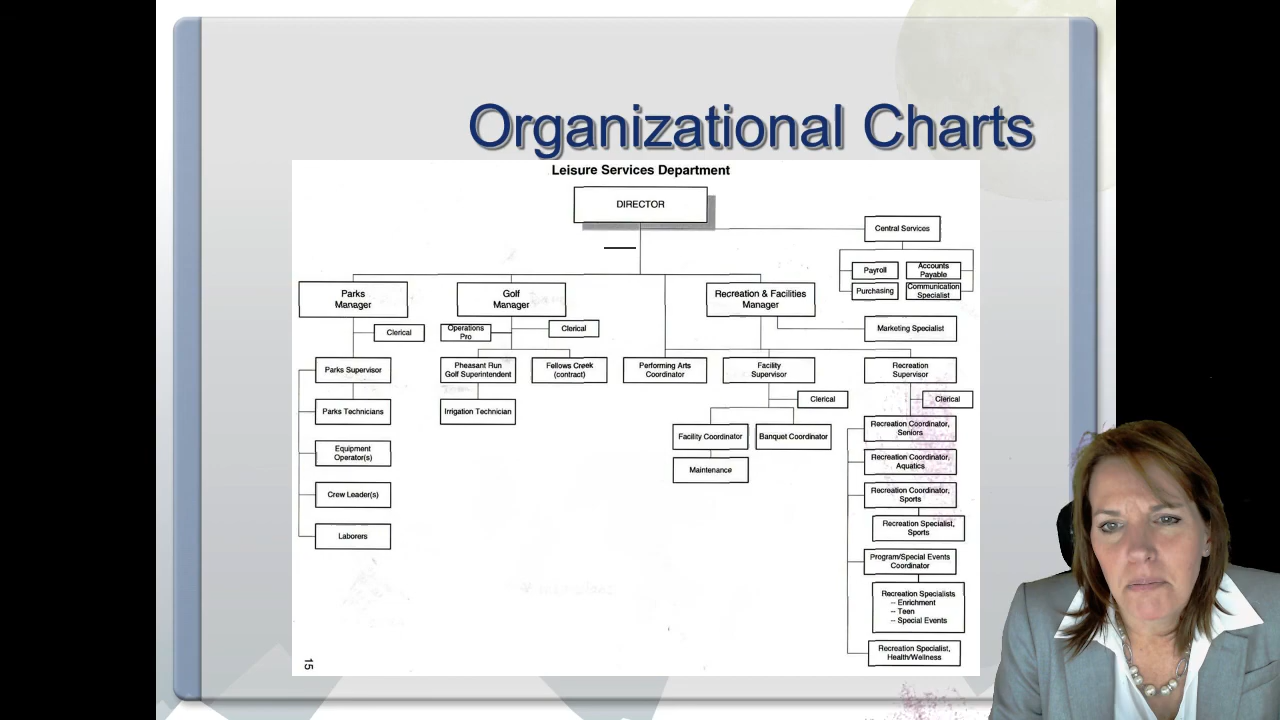 Organizational Charts
Leisure Services Department
DIRECTOR
Central Services
Payroll
Accounts
Payable
Purchasing
Communication
Specialist
Parks
Manager
Golf
Manager
Recreation & Facilities
Manager
Clerical
Operations
Pro
Clerical
Marketing Specialist
Parks Supervisor
Pheasant Run
Golf Superintendent
Fellows Creek
(contract)
Performing Arts
Coordinator
Facility
Supervisor
Recreation
Supervisor
Clerical
Clerical
Parks Technicians
Irrigation Technician
Facility Coordinator
Banquet Coordinator
Recreation Coordinator,
Seniors
Equipment
Operator(s)
Maintenance
Recreation Coordinator,
Aquatics
Crew Leader(s)
Recreation Coordinator,
Sports
Laborers
Recreation Specialist,
Sports
Program/Special Events
Coordinator
Recreation Specialists
-- Enrichment
-- Teen
-- Special Events
Recreation Specialist,
Health/Wellness
15